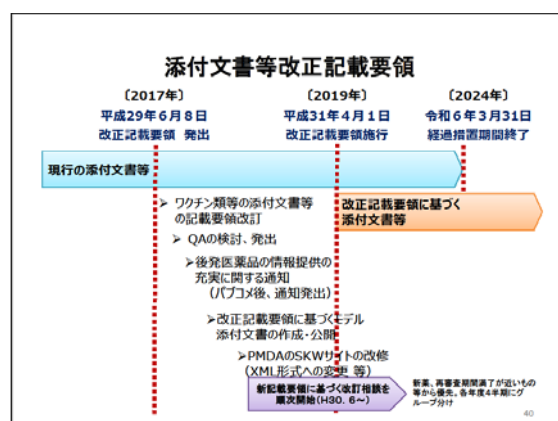 添付文書等改正記載要領
〔2017年〕
平成29年6月8日
改正記載要領 発出
〔2019年〕
平成31年4月1日
改正記載要領施行
〔2024年〕
令和6年3月31日
経過措置期間終了
現行の添付文書等
改正記載要領に基づく
添付文書等
➢ ワクチン類等の添付文書等
の記載要領改訂
➢ QAの検討、発出
➢後発医薬品の情報提供の
充実に関する通知
(パブコメ後、通知発出)
➢改正記載要領に基づくモデル
添付文書の作成・公開
➢PMDAのSKWサイトの改修
(XML形式への変更 等)
新記載要領に基づく改訂相談を
順次開始(H30.6~)
新薬、再審査期間満了が近いもの
等から優先。各年度4半期にグ
ループ分け
40